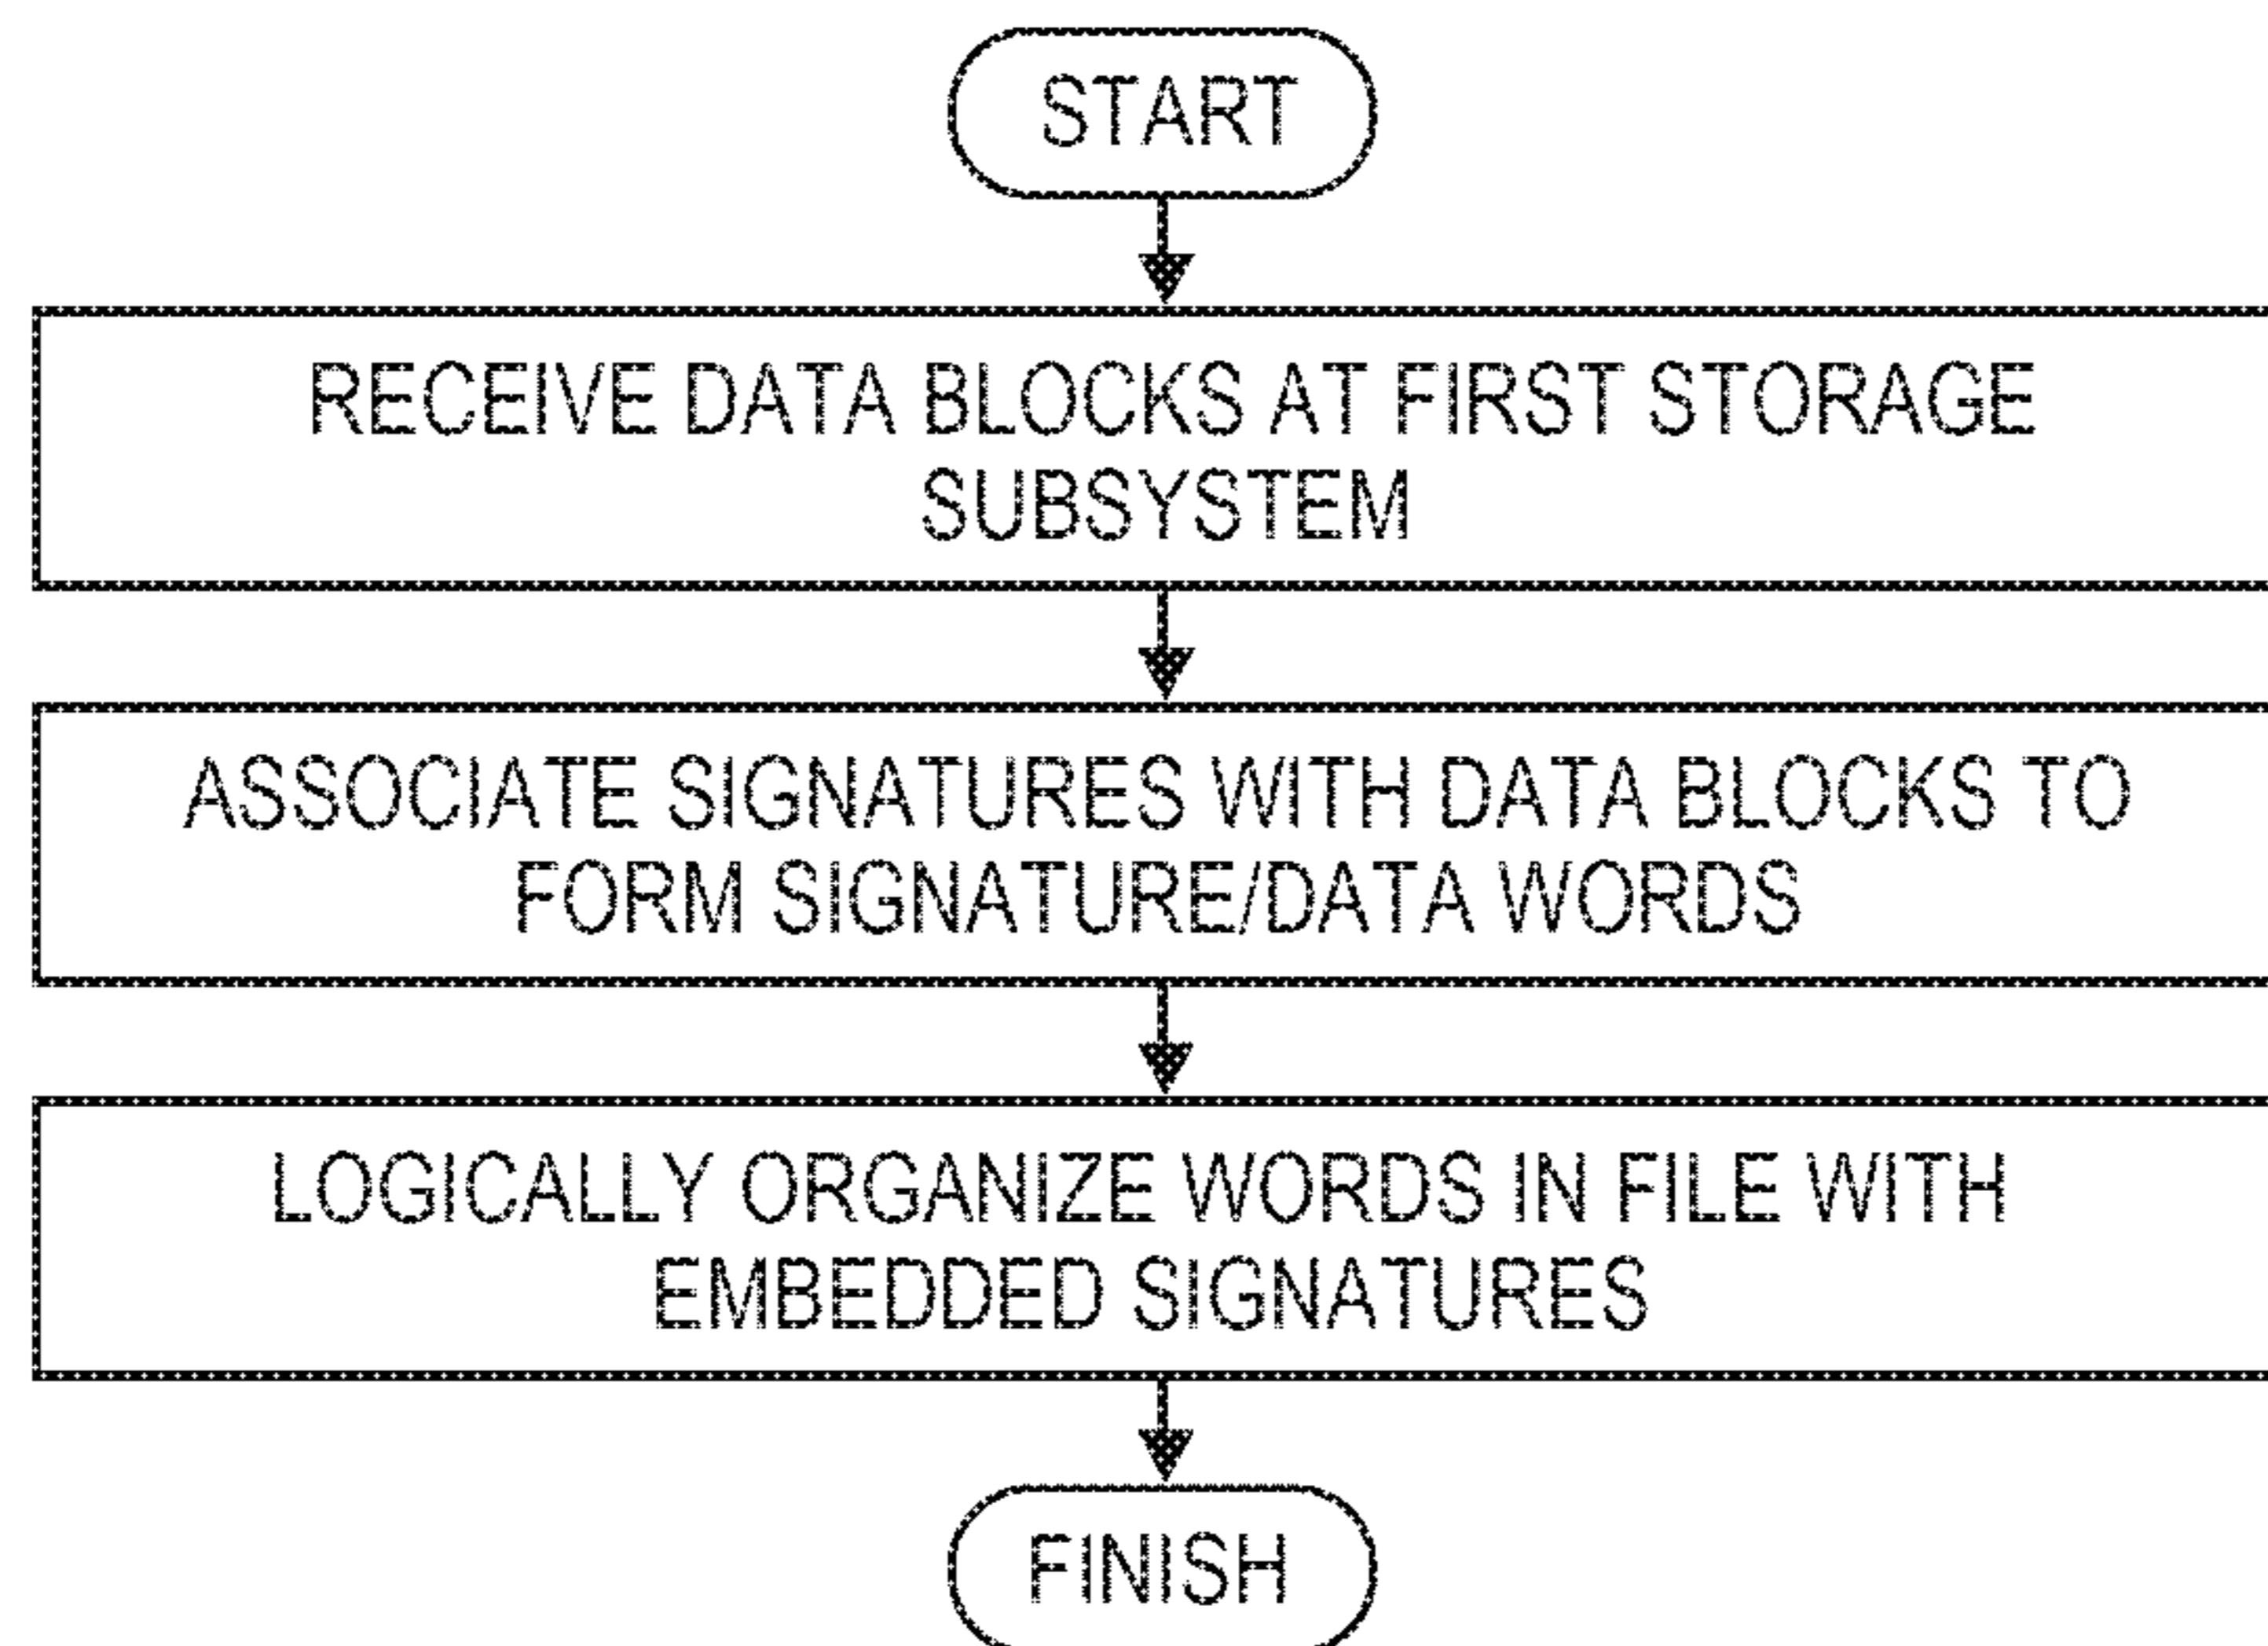 START
RECEIVE DATA BLOCKS AT FIRST STORAGE
SUBSYSTEM
ASSOCIATE SIGNATURES WITH DATA BLOCKS TO
FORM SIGNATURE/DATA WORDS
LOGICALLY ORGANIZE WORDS IN FILE WITH
EMBEDDED SIGNATURES
FINISH